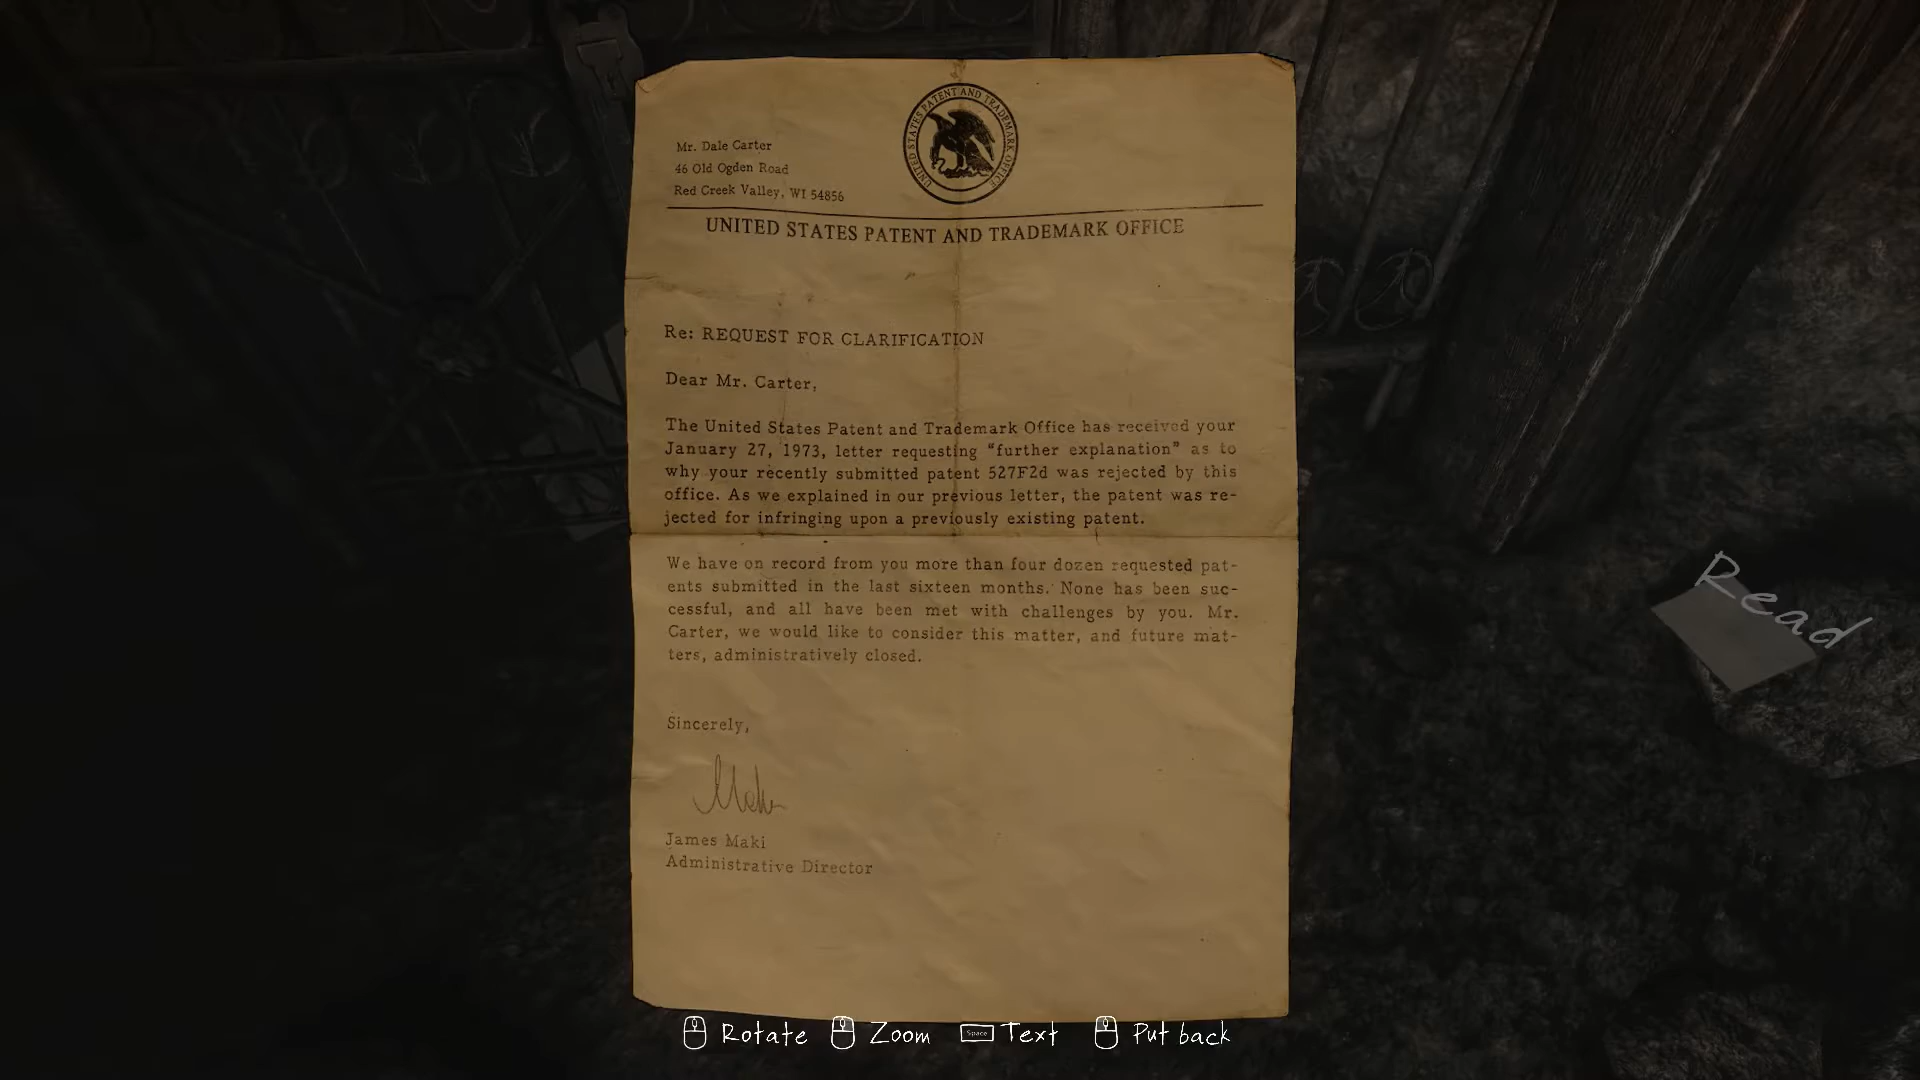 UNITED STATES PATENT AND TRADEMARK OFFICE
Mr. Dale Carter
46 Old Ogden Road
Red Creek Valley, WI 54856
UNITED STATES PATENT AND TRADEMARK OFFICE
Re: REQUEST FOR CLARIFICATION
Dear Mr. Carter,
The United States Patent and Trademark Office has received your
January 27, 1973, letter requesting “further explanation” as to
why your recently submitted patent 527F2d was rejected by this
office. As we explained in our previous letter, the patent was re-
jected for infringing upon a previously existing patent.
We have on record from you more than four dozen requested pat-
ents submitted in the last sixteen months. None has been suc-
cessful, and all have been met with challenges by you. Mr.
Carter, we would like to consider this matter, and future mat-
ters, administratively closed.
Sincerely,
Maki
James Maki
Administrative Director
Read
Rotate Zoom Space Text Put back